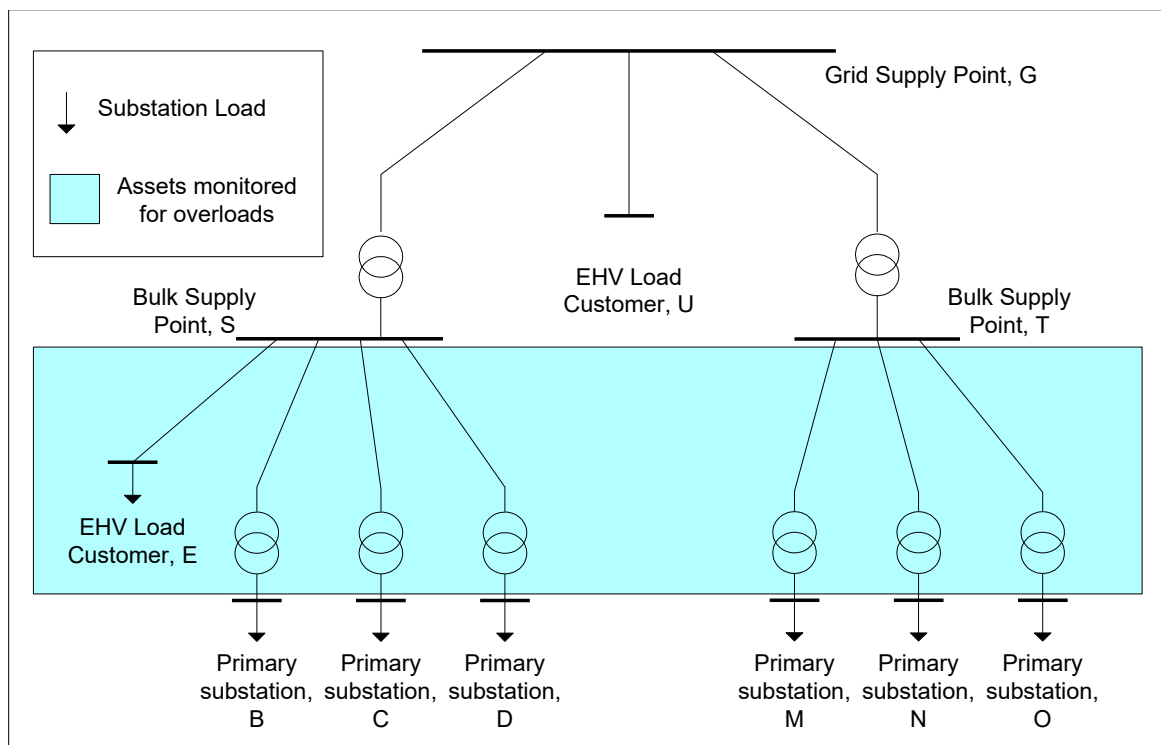 Grid Supply Point, G
Substation Load
Assets monitored
for overloads
EHV Load
Customer, U
Bulk Supply
Point, S
Bulk Supply
Point, T
EHV Load
Customer, E
Primary
substation,
B
Primary
substation,
C
Primary
substation,
D
Primary
substation,
M
Primary
substation,
N
Primary
substation,
O